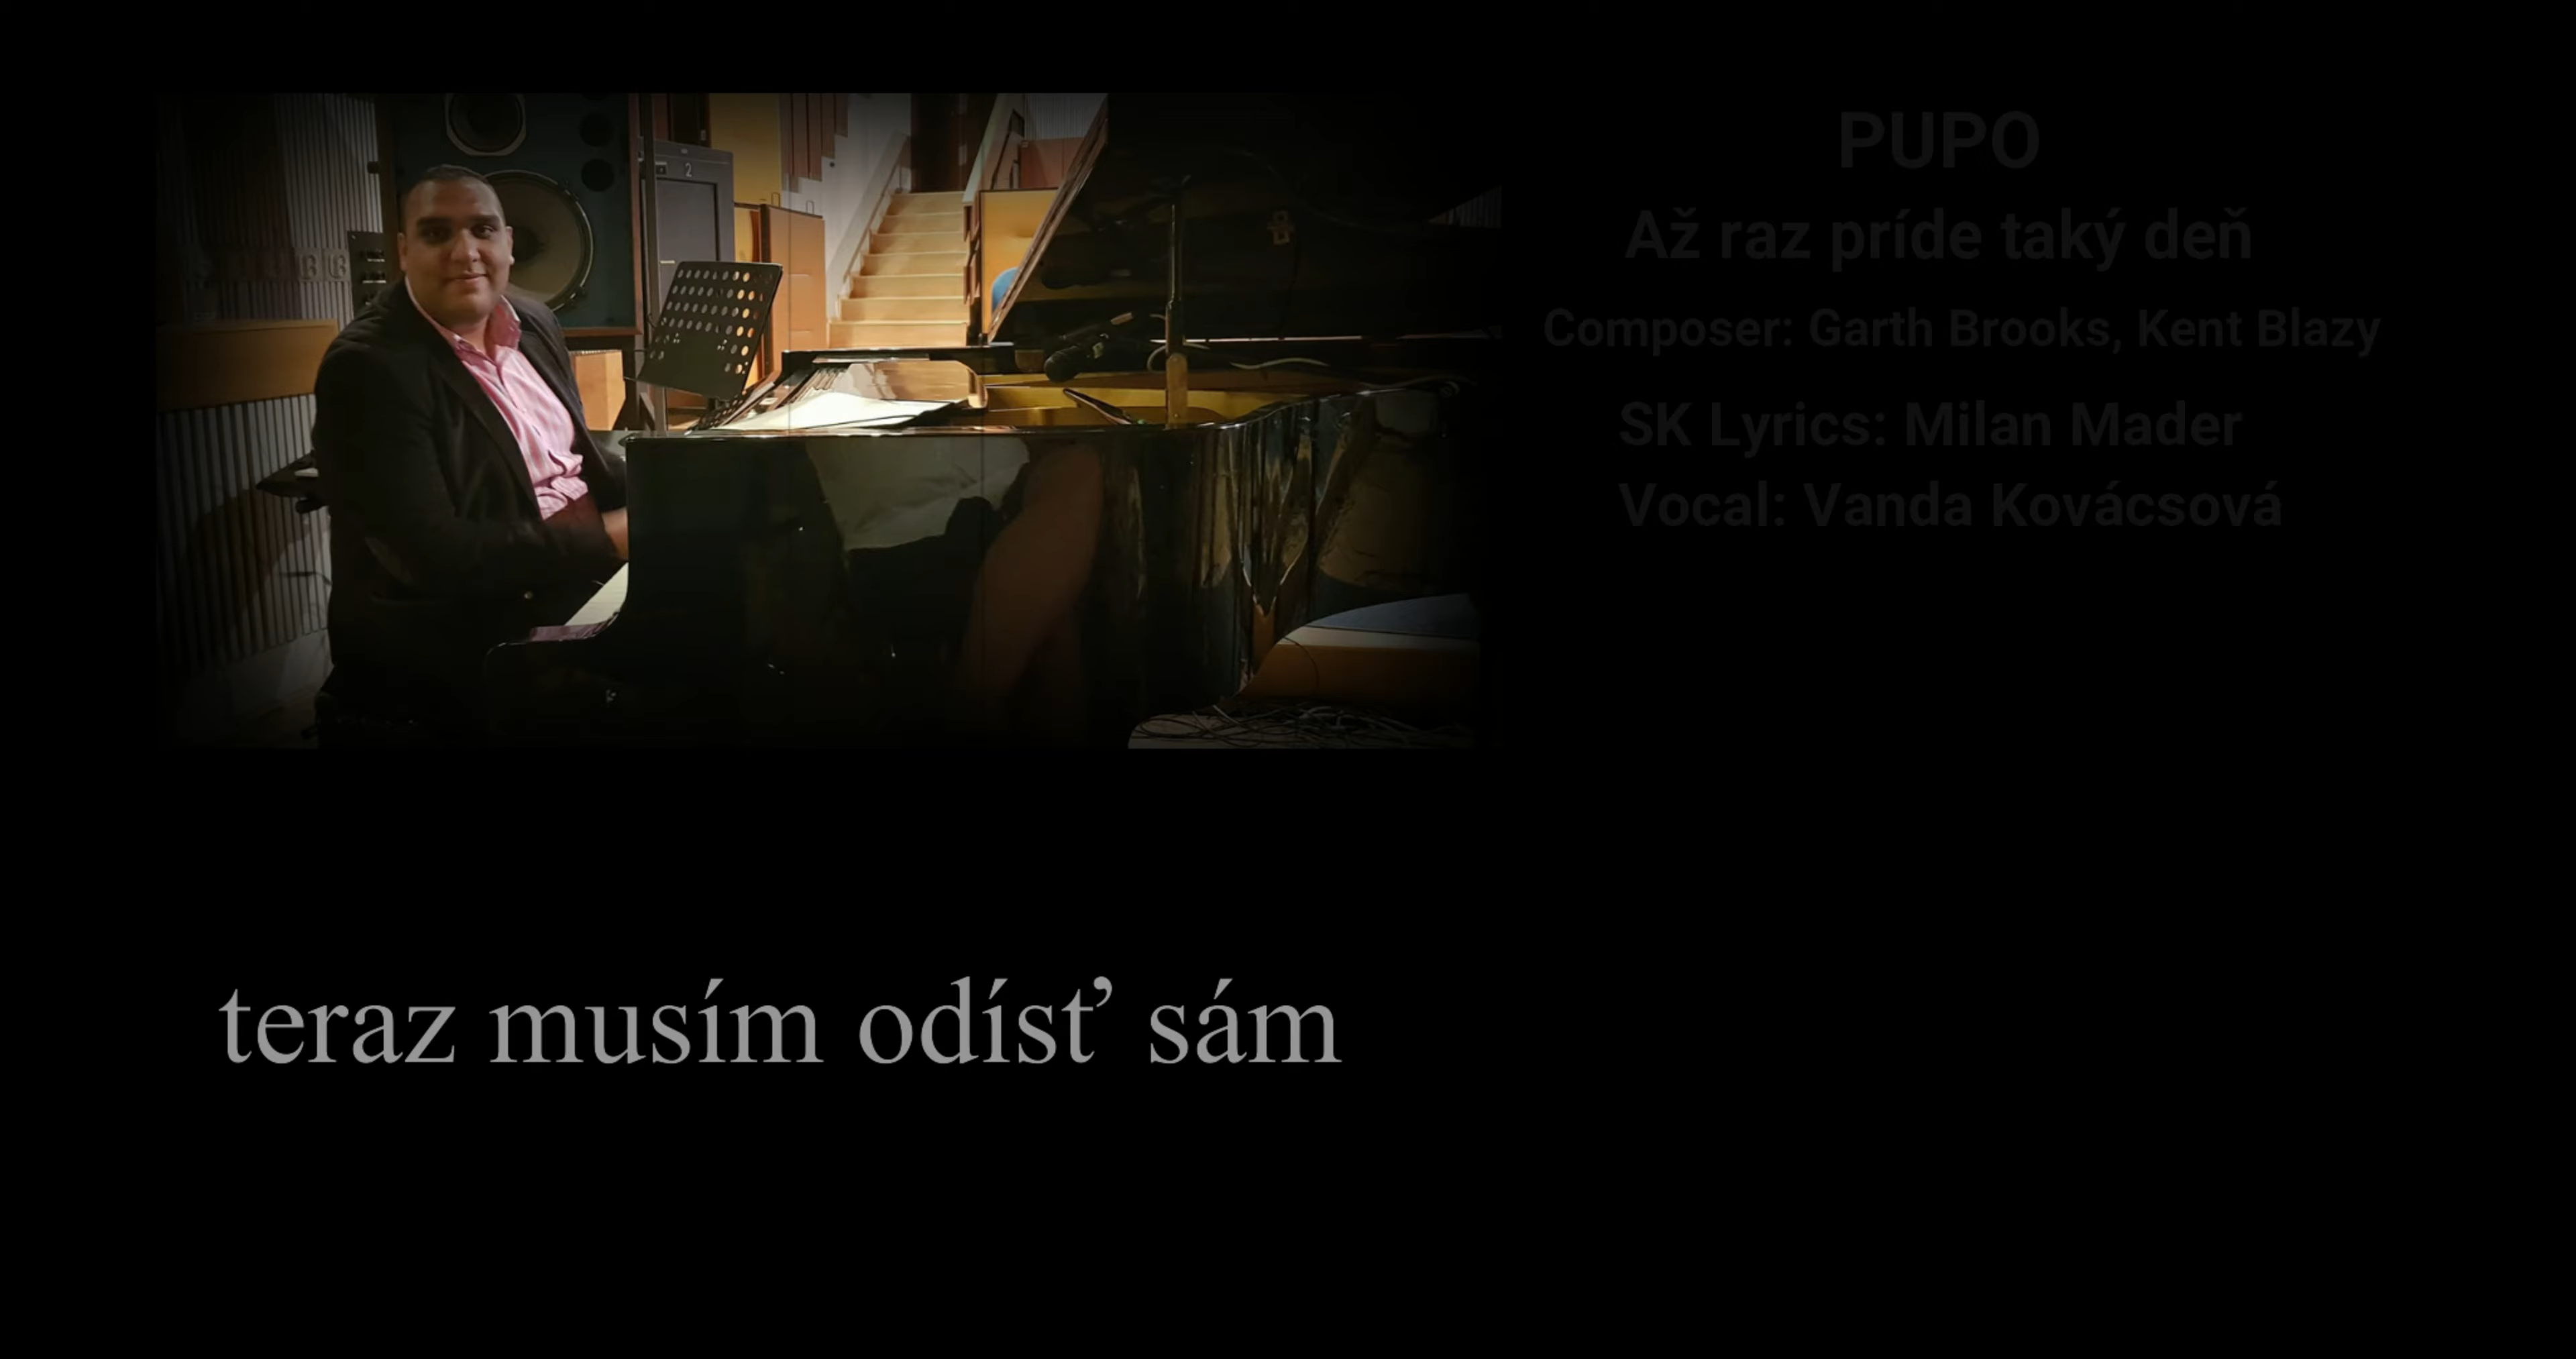 PUPO
Až raz príde taký deň
Composer: Garth Brooks, Kent Blazy
SK Lyrics: Milan Mader
Vocal: Vanda Kovácsová
2
teraz musím odísť sám